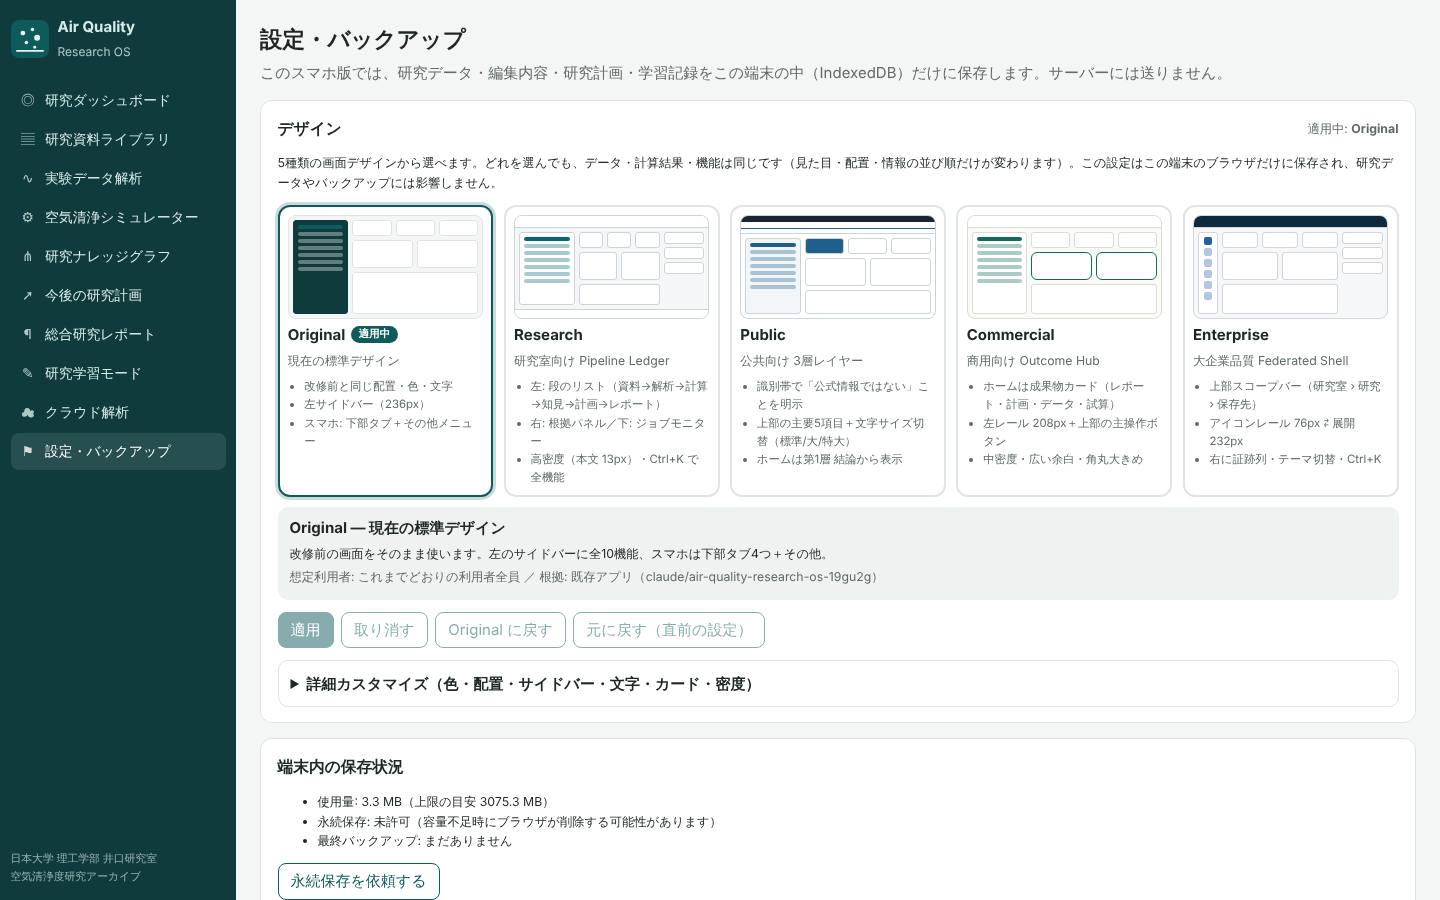 Air Quality
Research OS
◎ 研究ダッシュボード
▤ 研究資料ライブラリ
∿ 実験データ解析
⚙ 空気清浄シミュレーター
⋔ 研究ナレッジグラフ
↗ 今後の研究計画
¶ 総合研究レポート
✎ 研究学習モード
☁ クラウド解析
⚑ 設定・バックアップ
日本大学 理工学部 井口研究室
空気清浄度研究アーカイブ
設定・バックアップ
このスマホ版では、研究データ・編集内容・研究計画・学習記録をこの端末の中（IndexedDB）だけに保存します。サーバーには送りません。
デザイン
適用中: Original
5種類の画面デザインから選べます。どれを選んでも、データ・計算結果・機能は同じです（見た目・配置・情報の並び順だけが変わります）。この設定はこの端末のブラウザだけに保存され、研究デ
ータやバックアップには影響しません。
Original 適用中
現在の標準デザイン
• 改修前と同じ配置・色・文字
• 左サイドバー（236px）
• スマホ: 下部タブ＋その他メニュ
ー
Research
研究室向け Pipeline Ledger
• 左: 段のリスト（資料→解析→計算
→知見→計画→レポート）
• 右: 根拠パネル／下: ジョブモニタ
ー
• 高密度（本文 13px）・Ctrl+K で
全機能
Public
公共向け 3層レイヤー
• 識別帯で「公式情報ではない」こ
とを明示
• 上部の主要5項目＋文字サイズ切
替（標準/大/特大）
• ホームは第1層 結論から表示
Commercial
商用向け Outcome Hub
• ホームは成果物カード（レポー
ト・計画・データ・試算）
• 左レール 208px＋上部の主操作ボ
タン
• 中密度・広い余白・角丸大きめ
Enterprise
大企業品質 Federated Shell
• 上部スコープバー（研究室 › 研究
› 保存先）
• アイコンレール 76px ⇄ 展開
232px
• 右に証跡列・テーマ切替・Ctrl+K
Original — 現在の標準デザイン
改修前の画面をそのまま使います。左のサイドバーに全10機能、スマホは下部タブ4つ＋その他。
想定利用者: これまでどおりの利用者全員 ／ 根拠: 既存アプリ（claude/air-quality-research-os-19gu2g）
適用 取り消す Original に戻す 元に戻す（直前の設定）
▶ 詳細カスタマイズ（色・配置・サイドバー・文字・カード・密度）
端末内の保存状況
• 使用量: 3.3 MB（上限の目安 3075.3 MB）
• 永続保存: 未許可（容量不足時にブラウザが削除する可能性があります）
• 最終バックアップ: まだありません
永続保存を依頼する